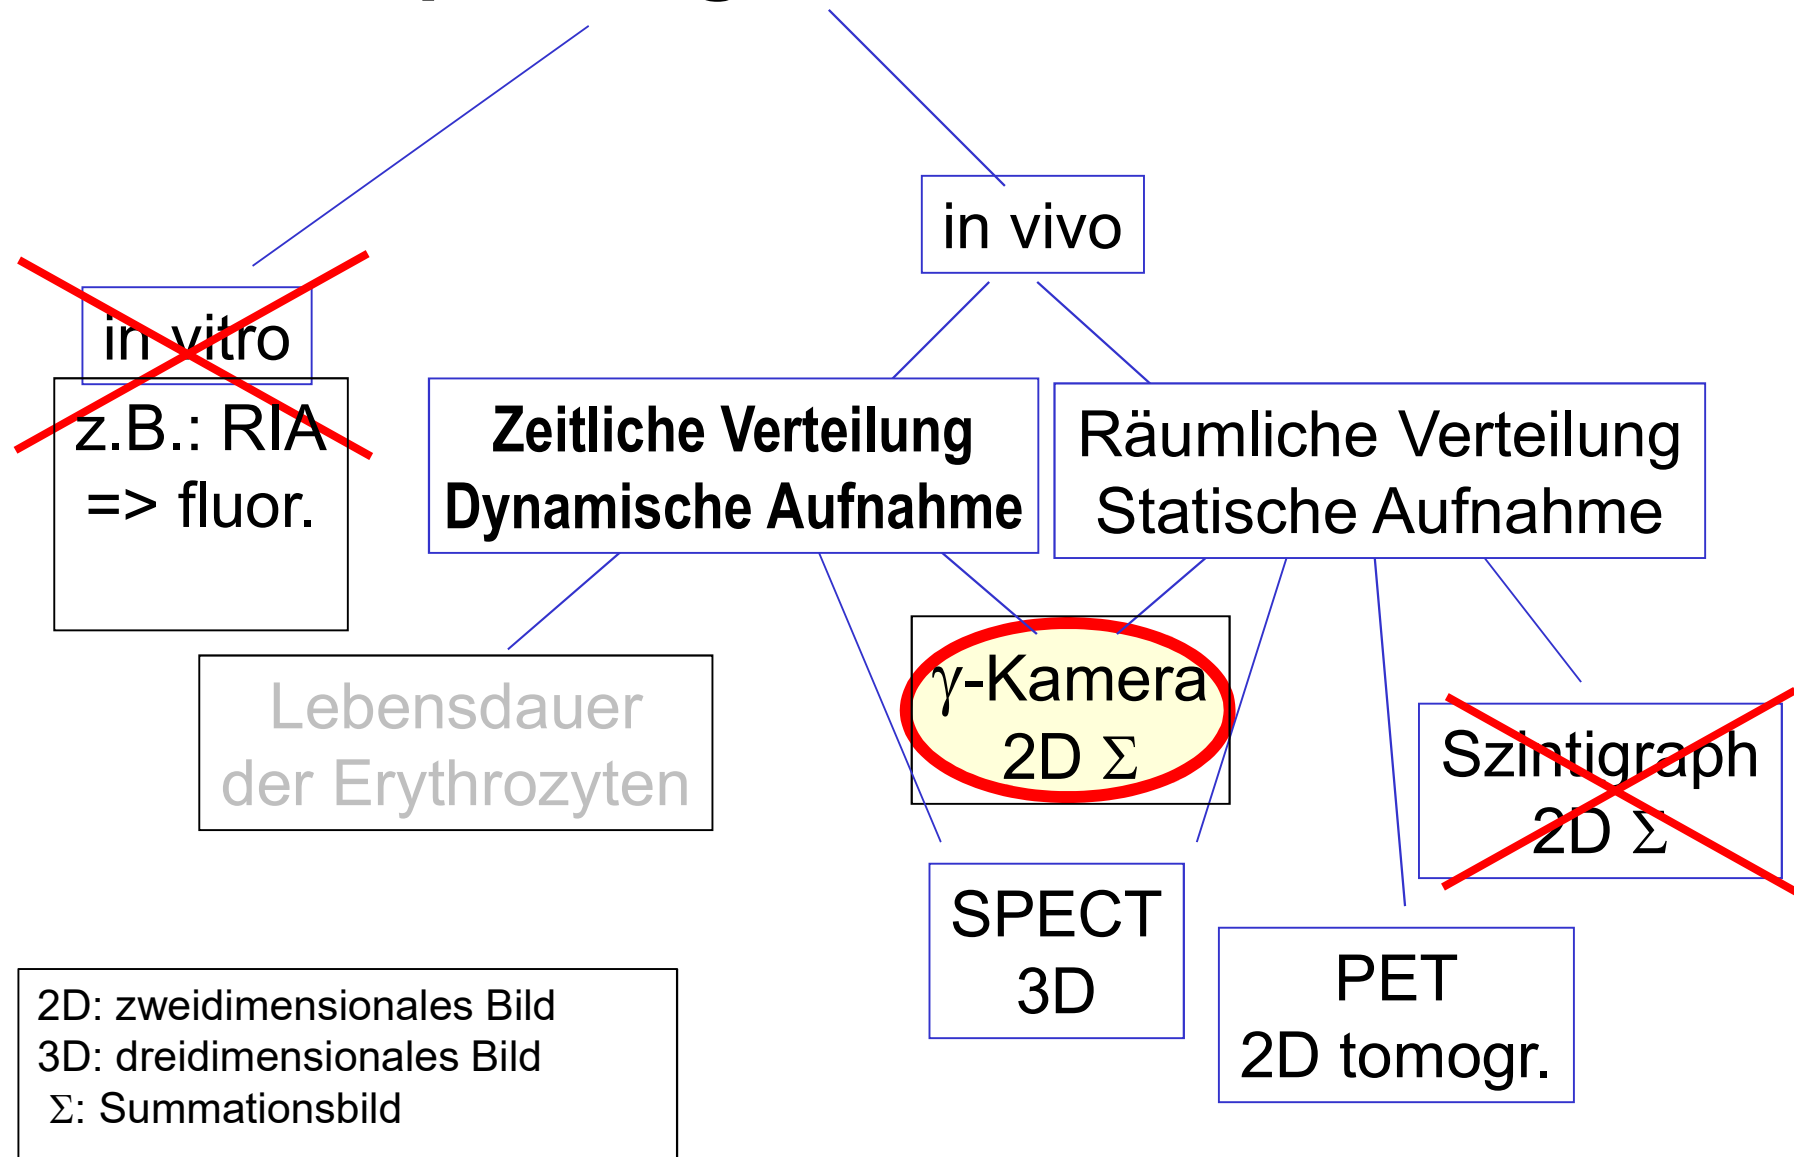 in vivo
in vitro
z.B.: RIA
=> fluor.
Zeitliche Verteilung
Dynamische Aufnahme
Räumliche Verteilung
Statische Aufnahme
Lebensdauer
der Erythrozyten
γ-Kamera
2D Σ
Szintigraph
2D Σ
SPECT
3D
PET
2D tomogr.
2D: zweidimensionales Bild
3D: dreidimensionales Bild
Σ: Summationsbild